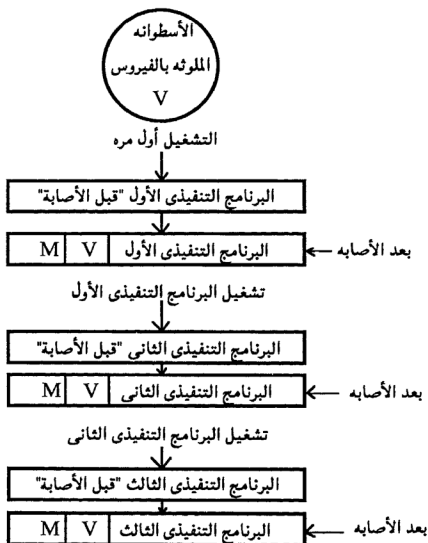 الأسطوانه
الملوثه بالفيروس
V
التشغيل أول مره
البرنامج التنفيذى الأول "قبل الأصابة"
البرنامج التنفيذى الأول V M بعد الأصابه
تشغيل البرنامج التنفيذى الأول
البرنامج التنفيذى الثانى "قبل الأصابة"
البرنامج التنفيذى الثانى V M بعد الأصابه
تشغيل البرنامج التنفيذى الثانى
البرنامج التنفيذى الثالث "قبل الأصابة"
البرنامج التنفيذى الثالث V M بعد الأصابه